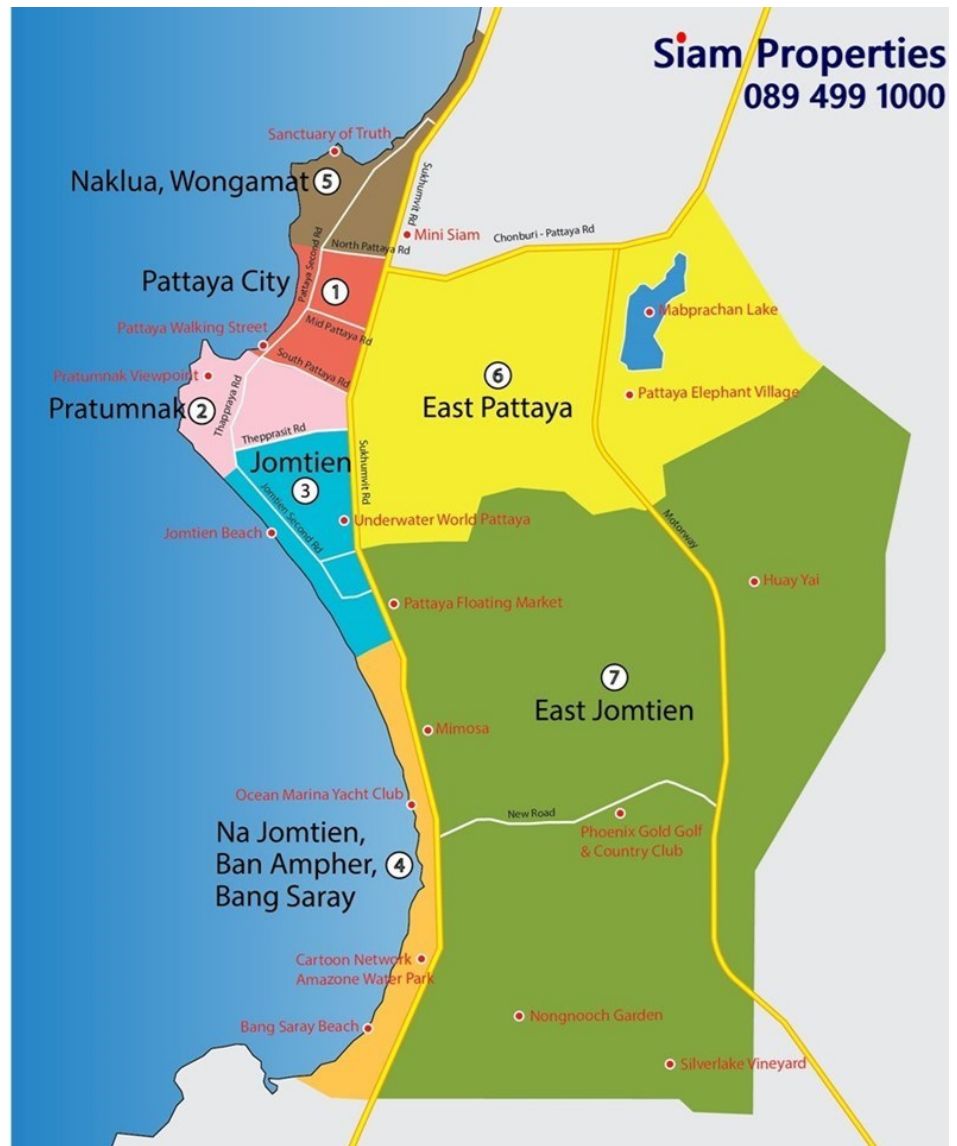 Siam Properties
089 499 1000
Sanctuary of Truth
Naklua, Wongamat 5
Sukhumvit Rd
Mini Siam
Chonburi - Pattaya Rd
North Pattaya Rd
Pattaya Second Rd
Pattaya City 1
Mabprachan Lake
Mid Pattaya Rd
Pattaya Walking Street
South Pattaya Rd
Pratumnak Viewpoint
6
East Pattaya
Pattaya Elephant Village
Pratumnak 2
Thappraya Rd
Thepprasit Rd
Jomtien
3
Sukhumvit Rd
Jomtien Second Rd
Underwater World Pattaya
Jomtien Beach
Motorway
Huay Yai
Pattaya Floating Market
7
East Jomtien
Mimosa
Ocean Marina Yacht Club
New Road
Phoenix Gold Golf
& Country Club
Na Jomtien,
Ban Ampher, 4
Bang Saray
Cartoon Network
Amazone Water Park
Bang Saray Beach
Nongnooch Garden
Silverlake Vineyard